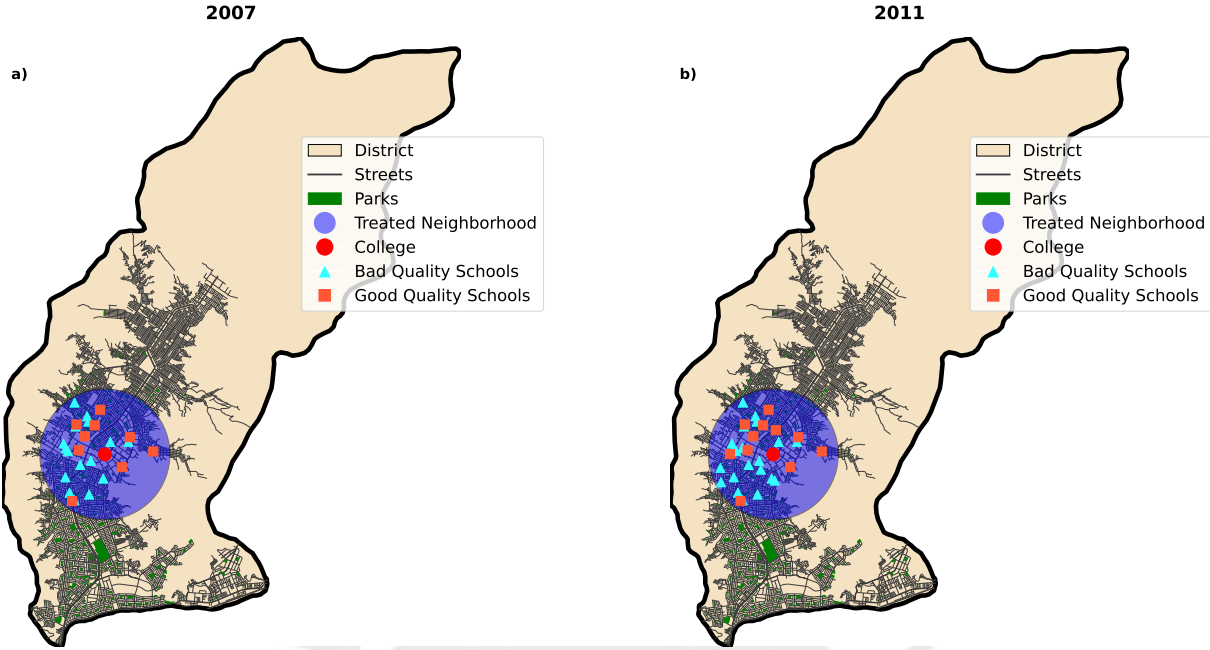 2007
2011
a)
b)
District
Streets
Parks
Treated Neighborhood
College
Bad Quality Schools
Good Quality Schools
District
Streets
Parks
Treated Neighborhood
College
Bad Quality Schools
Good Quality Schools